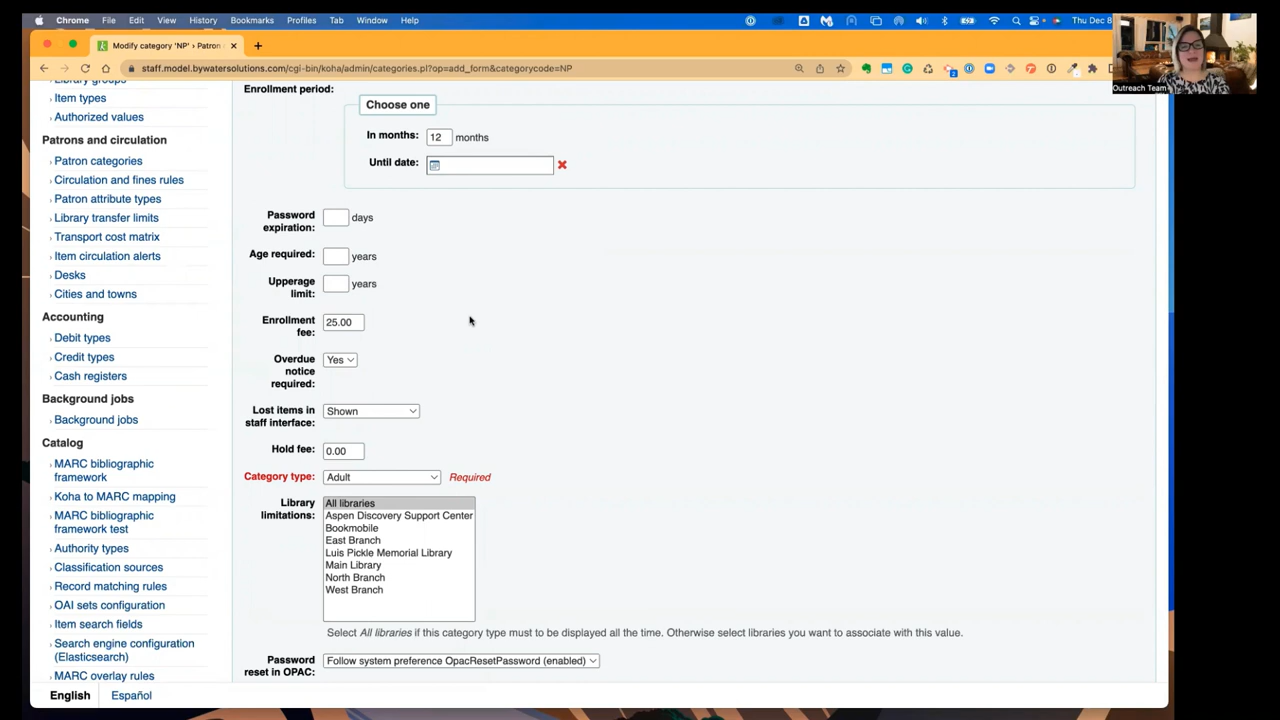 Chrome File Edit View History Bookmarks Profiles Tab Window Help Thu Dec 8
Modify category 'NP' › Patron
staff.model.bywatersolutions.com/cgi-bin/koha/admin/categories.pl?op=add_form&categorycode=NP
Outreach Team
Library groups
Item types
Authorized values
Patrons and circulation
Patron categories
Circulation and fines rules
Patron attribute types
Library transfer limits
Transport cost matrix
Item circulation alerts
Desks
Cities and towns
Accounting
Debit types
Credit types
Cash registers
Background jobs
Background jobs
Catalog
MARC bibliographic
framework
Koha to MARC mapping
MARC bibliographic
framework test
Authority types
Classification sources
Record matching rules
OAI sets configuration
Item search fields
Search engine configuration
(Elasticsearch)
MARC overlay rules
Enrollment period:
Choose one
In months: 12 months
Until date:
Password
expiration: days
Age required: years
Upperage
limit: years
Enrollment
fee: 25.00
Overdue
notice
required: Yes
Lost items in
staff interface: Shown
Hold fee: 0.00
Category type: Adult Required
Library
limitations:
All libraries
Aspen Discovery Support Center
Bookmobile
East Branch
Luis Pickle Memorial Library
Main Library
North Branch
West Branch
Select All libraries if this category type must to be displayed all the time. Otherwise select libraries you want to associate with this value.
Password
reset in OPAC: Follow system preference OpacResetPassword (enabled)
English Español